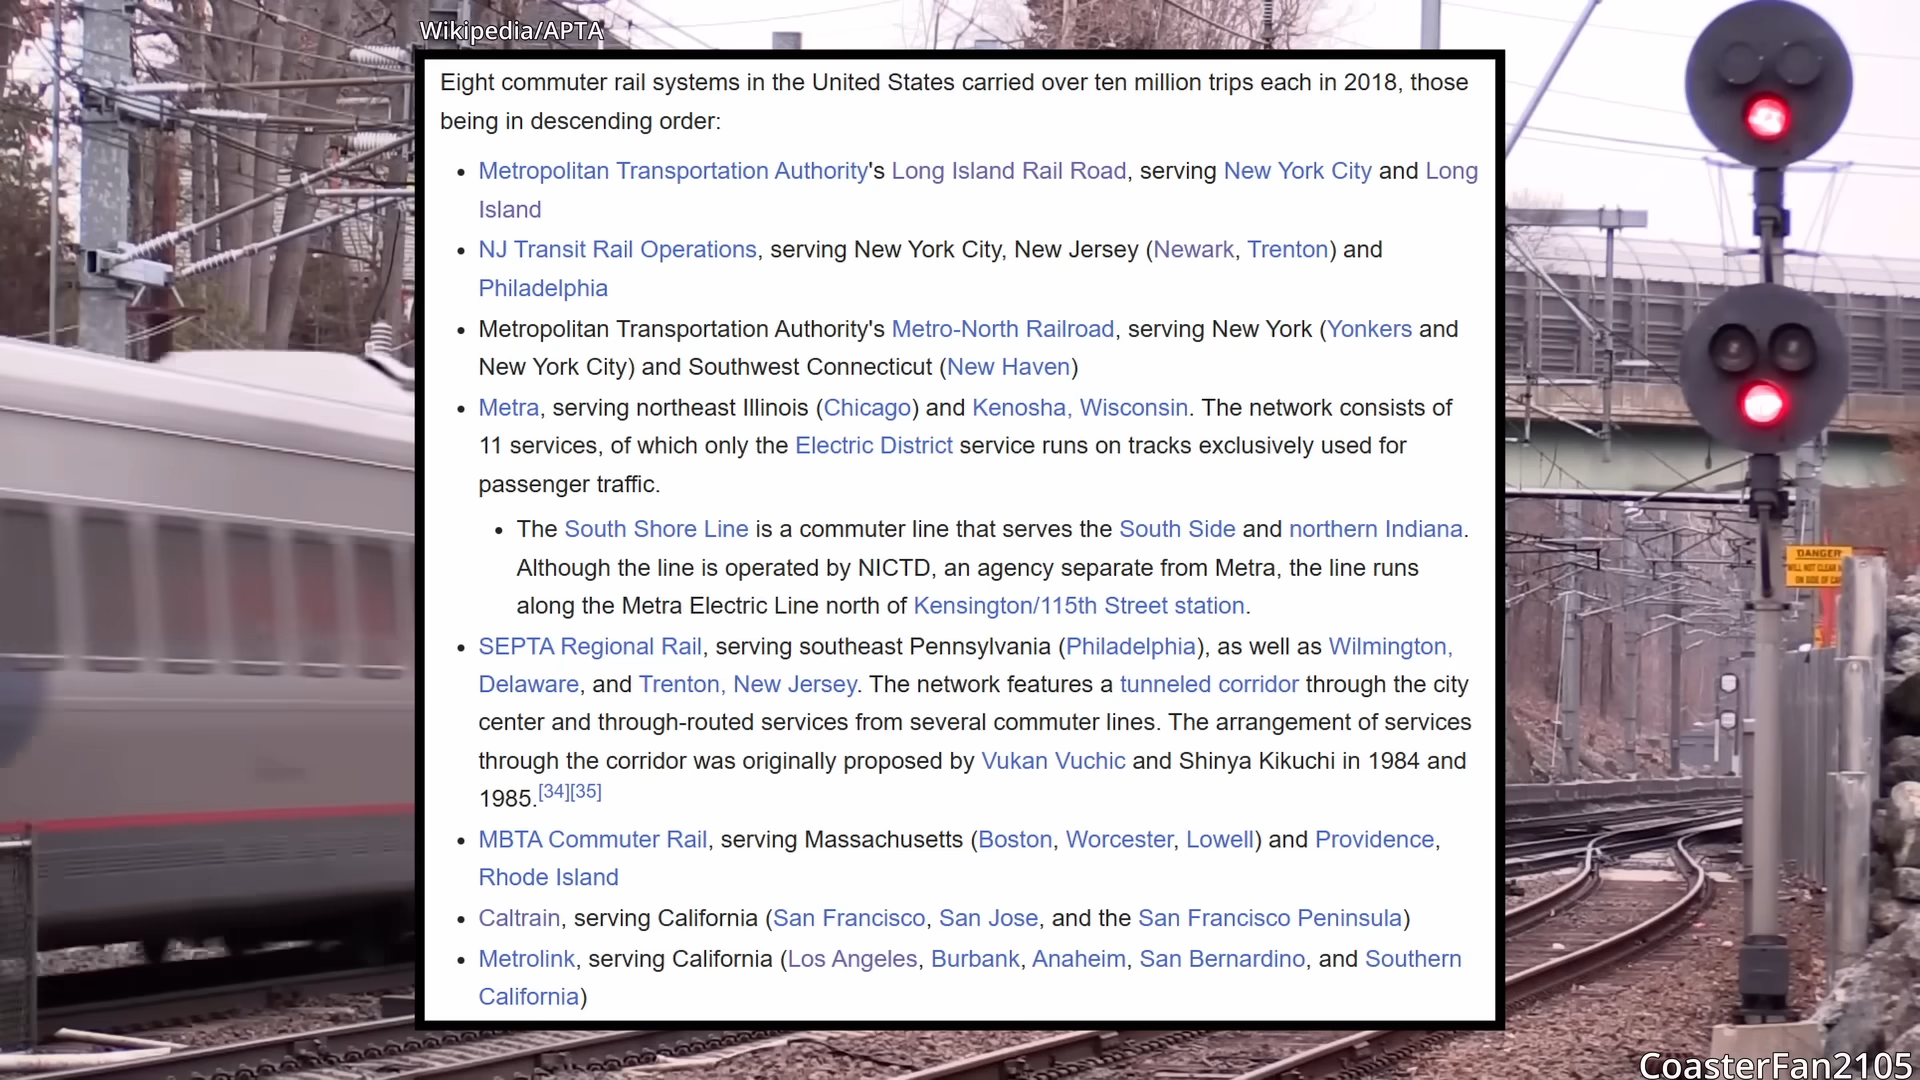 Wikipedia/APTA
Eight commuter rail systems in the United States carried over ten million trips each in 2018, those
being in descending order:
• Metropolitan Transportation Authority's Long Island Rail Road, serving New York City and Long
Island
• NJ Transit Rail Operations, serving New York City, New Jersey (Newark, Trenton) and
Philadelphia
• Metropolitan Transportation Authority's Metro-North Railroad, serving New York (Yonkers and
New York City) and Southwest Connecticut (New Haven)
• Metra, serving northeast Illinois (Chicago) and Kenosha, Wisconsin. The network consists of
11 services, of which only the Electric District service runs on tracks exclusively used for
passenger traffic.
• The South Shore Line is a commuter line that serves the South Side and northern Indiana.
Although the line is operated by NICTD, an agency separate from Metra, the line runs
along the Metra Electric Line north of Kensington/115th Street station.
• SEPTA Regional Rail, serving southeast Pennsylvania (Philadelphia), as well as Wilmington,
Delaware, and Trenton, New Jersey. The network features a tunneled corridor through the city
center and through-routed services from several commuter lines. The arrangement of services
through the corridor was originally proposed by Vukan Vuchic and Shinya Kikuchi in 1984 and
1985.[34][35]
• MBTA Commuter Rail, serving Massachusetts (Boston, Worcester, Lowell) and Providence,
Rhode Island
• Caltrain, serving California (San Francisco, San Jose, and the San Francisco Peninsula)
• Metrolink, serving California (Los Angeles, Burbank, Anaheim, San Bernardino, and Southern
California)
DANGER
WILL NOT CLEAR
ON SIDE OF
CoasterFan2105